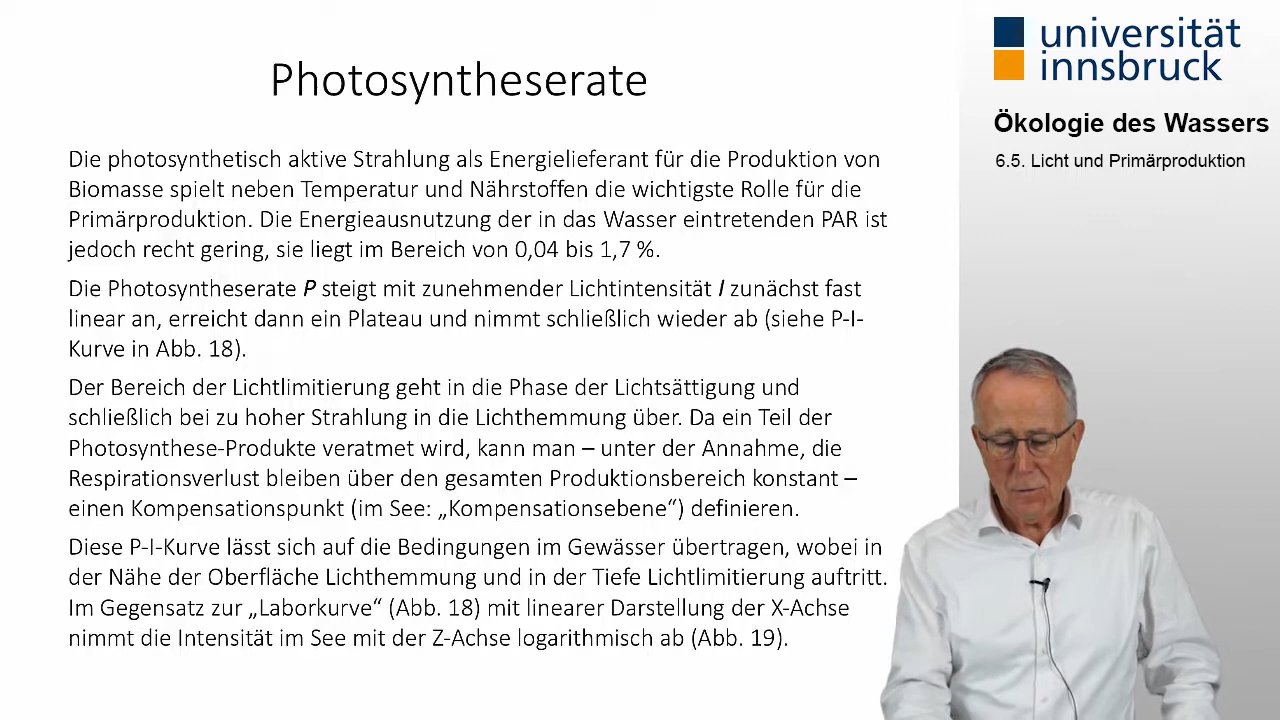 Photosyntheserate
Die photosynthetisch aktive Strahlung als Energielieferant für die Produktion von
Biomasse spielt neben Temperatur und Nährstoffen die wichtigste Rolle für die
Primärproduktion. Die Energieausnutzung der in das Wasser eintretenden PAR ist
jedoch recht gering, sie liegt im Bereich von 0,04 bis 1,7 %.
Die Photosyntheserate P steigt mit zunehmender Lichtintensität I zunächst fast
linear an, erreicht dann ein Plateau und nimmt schließlich wieder ab (siehe P-I-
Kurve in Abb. 18).
Der Bereich der Lichtlimitierung geht in die Phase der Lichtsättigung und
schließlich bei zu hoher Strahlung in die Lichthemmung über. Da ein Teil der
Photosynthese-Produkte veratmet wird, kann man – unter der Annahme, die
Respirationsverlust bleiben über den gesamten Produktionsbereich konstant –
einen Kompensationspunkt (im See: „Kompensationsebene“) definieren.
Diese P-I-Kurve lässt sich auf die Bedingungen im Gewässer übertragen, wobei in
der Nähe der Oberfläche Lichthemmung und in der Tiefe Lichtlimitierung auftritt.
Im Gegensatz zur „Laborkurve“ (Abb. 18) mit linearer Darstellung der X-Achse
nimmt die Intensität im See mit der Z-Achse logarithmisch ab (Abb. 19).
universität
innsbruck
Ökologie des Wassers
6.5. Licht und Primärproduktion